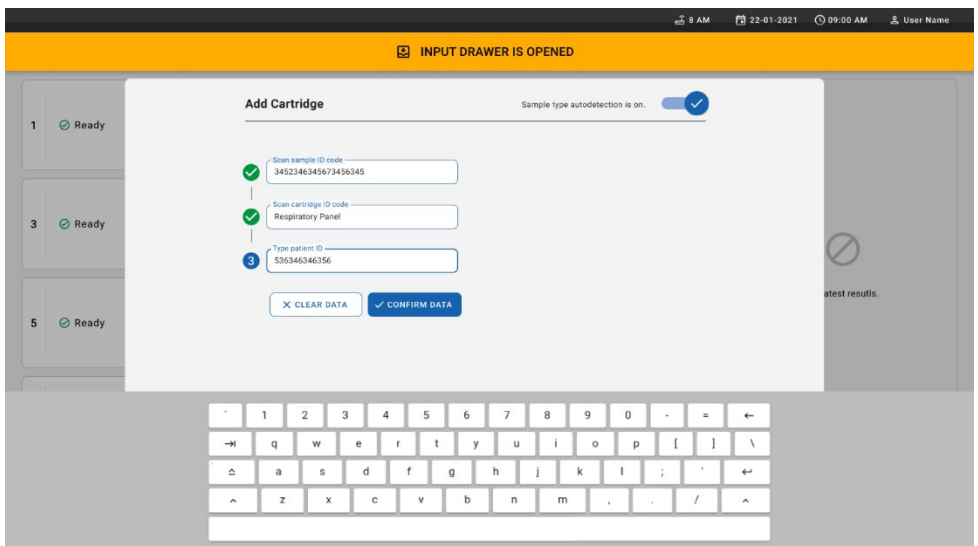 8 AM 22-01-2021 09:00 AM User Name
INPUT DRAWER IS OPENED
Add Cartridge
Sample type autodetection is on.
1 Ready
Scan sample ID code
3452346345673456345
Scan cartridge ID code
Respiratory Panel
3 Ready
Type patient ID
3 536346346356
CLEAR DATA CONFIRM DATA
atest resutls.
5 Ready
` 1 2 3 4 5 6 7 8 9 0 - =
q w e r t y u i o p [ ] \
a s d f g h j k l ; '
z x c v b n m , . /